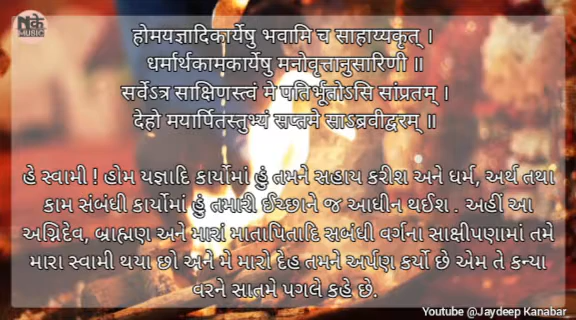 NK
MUSIC
होमयज्ञादिकार्येषु भवामि च साहाय्यकृत् ।
धर्मार्थकामकार्येषु मनोवृत्तानुसारिणी ॥
सर्वेऽत्र साक्षिणस्त्वं मे पतिर्भूतोऽसि सांप्रतम् ।
देहो मयार्पितस्तुभ्यं सप्तमे साऽब्रवीद्वरम् ॥
હે સ્વામી ! હોમ યજ્ઞાદિ કાર્યોમાં હું તમને સહાય કરીશ અને ધર્મ, અર્થ તથા
કામ સંબંધી કાર્યોમાં હું તમારી ઈચ્છાને જ આધીન થઈશ . અહીં આ
અગ્નિદેવ, બ્રાહ્મણ અને મારાં માતાપિતાદિ સબંધી વર્ગના સાક્ષીપણામાં તમે
મારા સ્વામી થયા છો અને મેં મારો દેહ તમને અર્પણ કર્યો છે એમ તે કન્યા
વરને સાતમે પગલે કહે છે.
Youtube @Jaydeep Kanabar